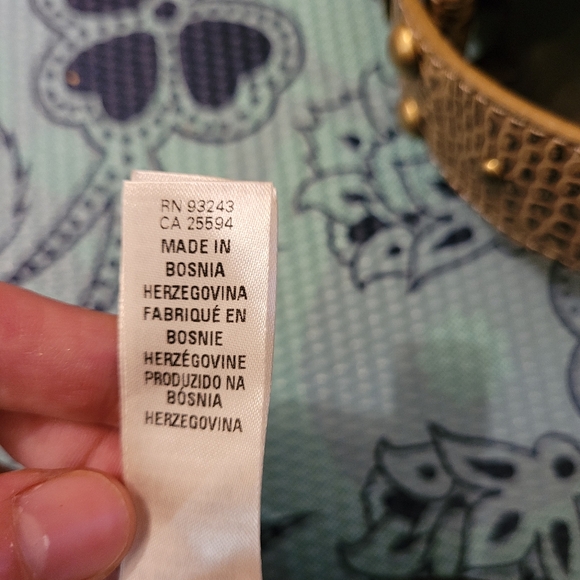 RN 93243
CA 25594
MADE IN
BOSNIA
HERZEGOVINA
FABRIQUÉ EN
BOSNIE
HERZÉGOVINE
PRODUZIDO NA
BÓSNIA
HERZEGOVINA